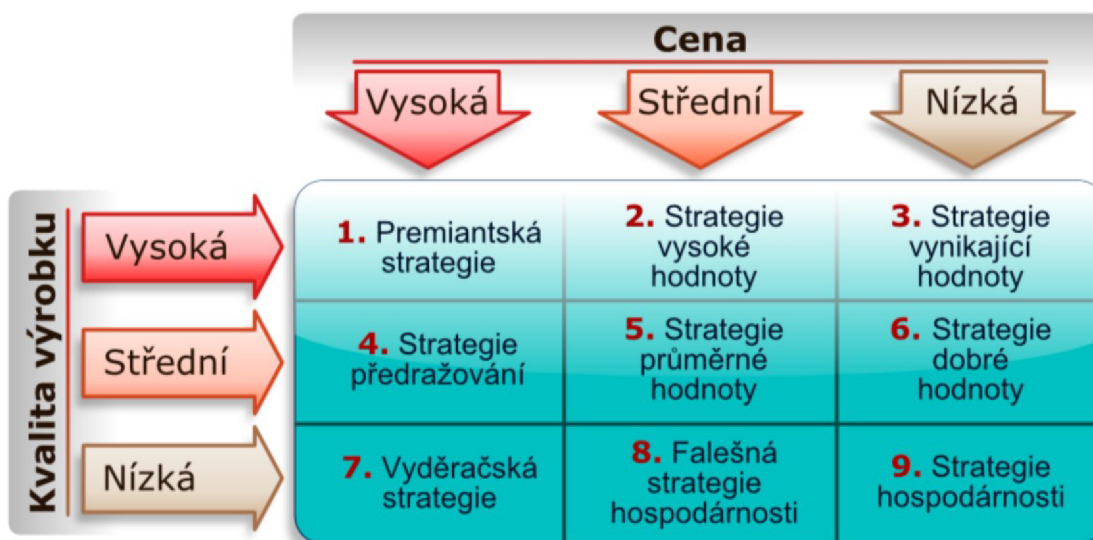 Cena
Vysoká
Střední
Nízká
Kvalita výrobku
Vysoká
1. Premiantská
strategie
2. Strategie
vysoké
hodnoty
3. Strategie
vynikající
hodnoty
Střední
4. Strategie
předražování
5. Strategie
průměrné
hodnoty
6. Strategie
dobré
hodnoty
Nízká
7. Vyděračská
strategie
8. Falešná
strategie
hospodárnosti
9. Strategie
hospodárnosti